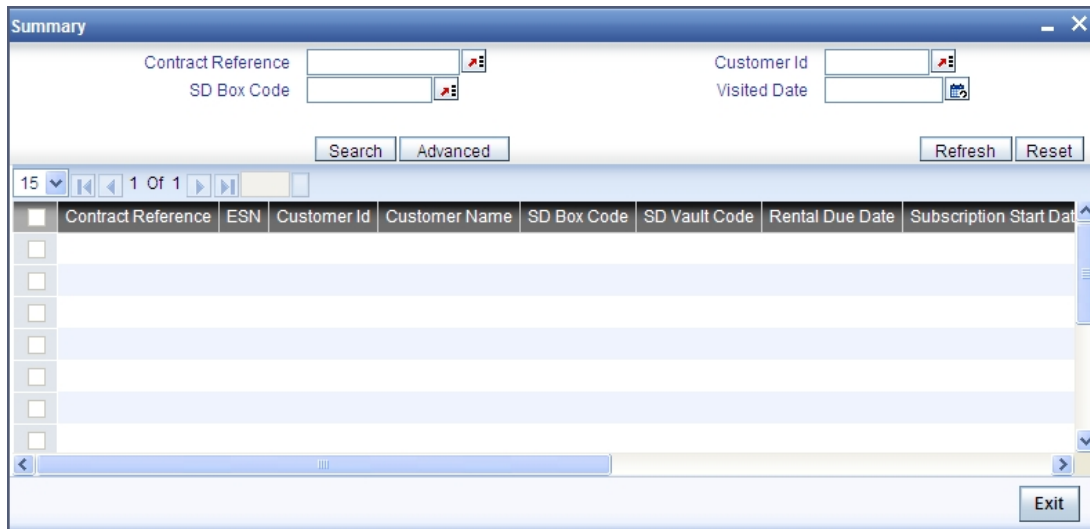 Summary
Contract Reference Customer Id
SD Box Code Visited Date
Search Advanced Refresh Reset
15 1 Of 1
Contract Reference ESN Customer Id Customer Name SD Box Code SD Vault Code Rental Due Date Subscription Start Dat
Exit